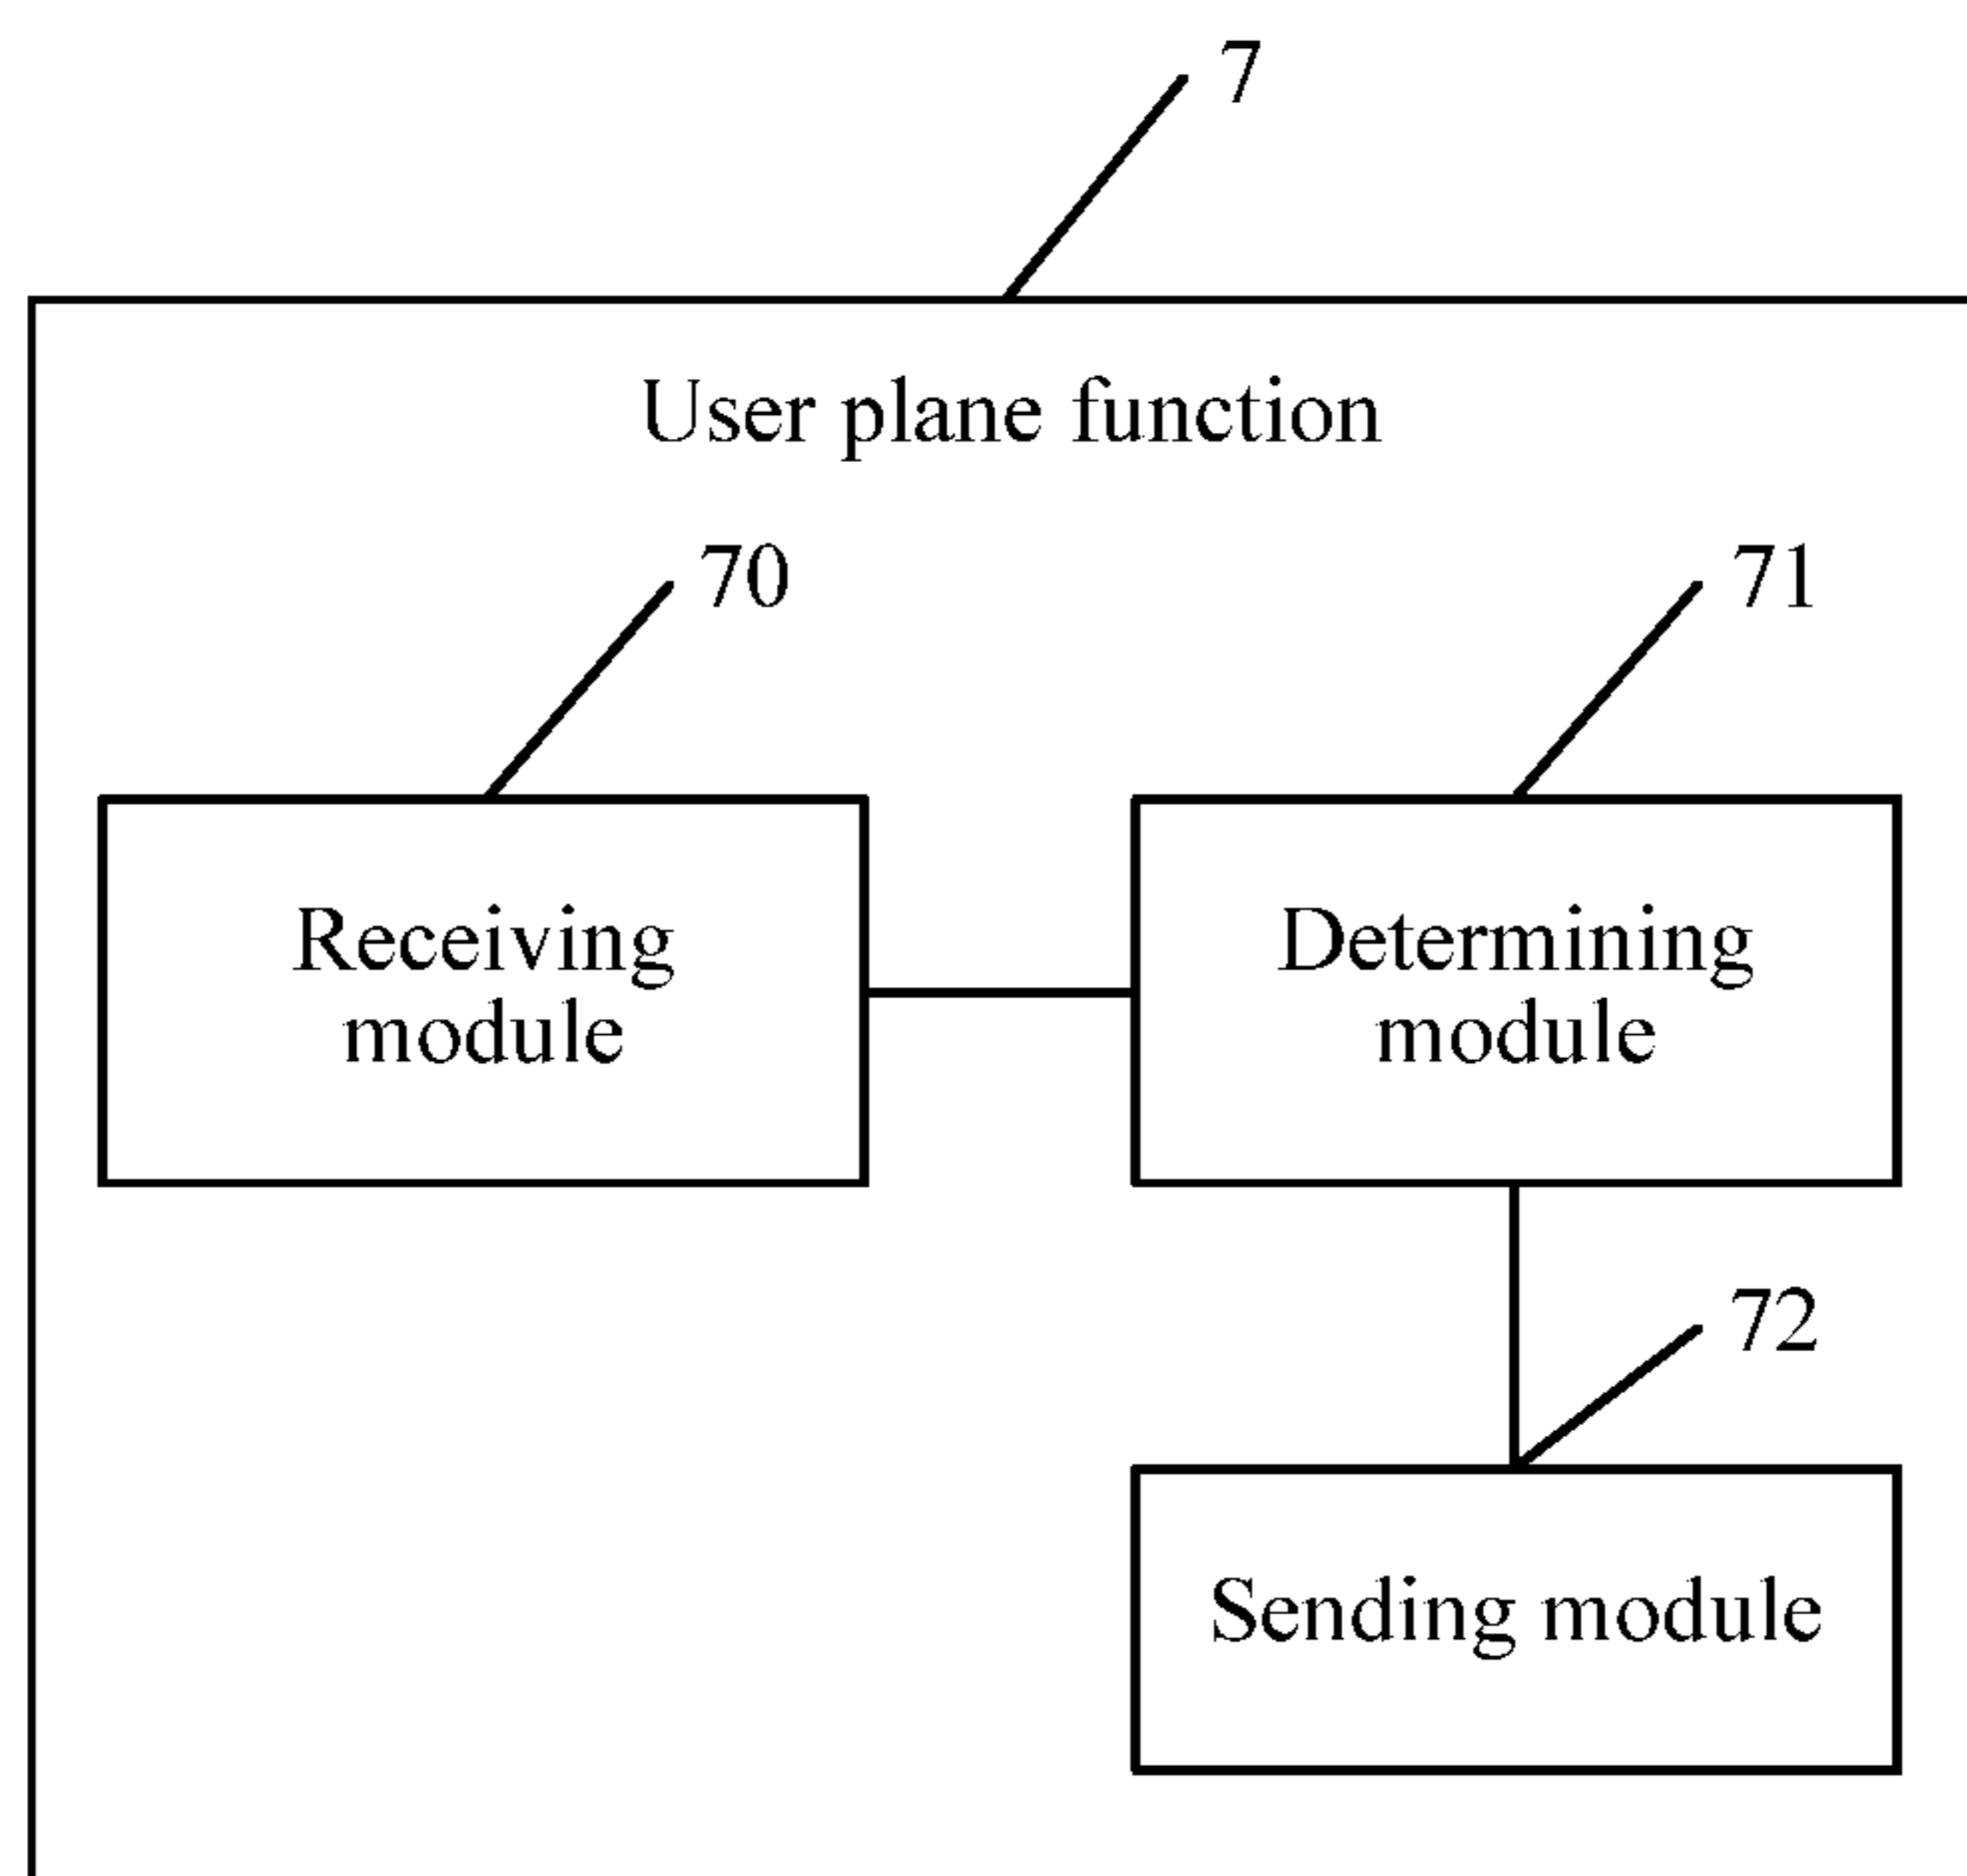 7
User plane function
70
71
Receiving
module
Determining
module
72
Sending module